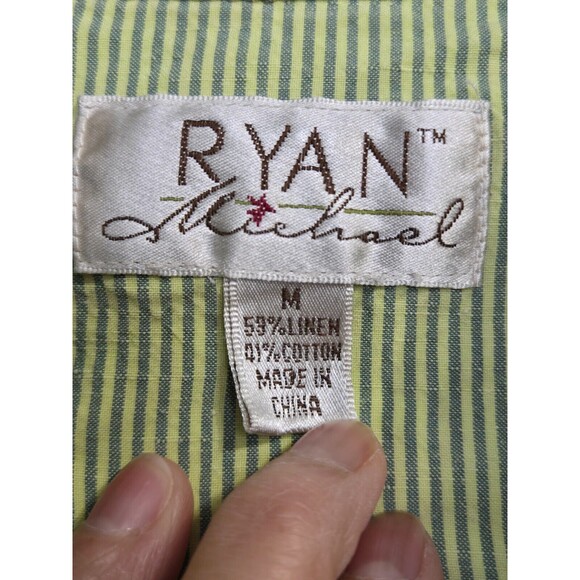 RYAN™
Michael
M
59%LINEN
41%COTTON
MADE IN
CHINA